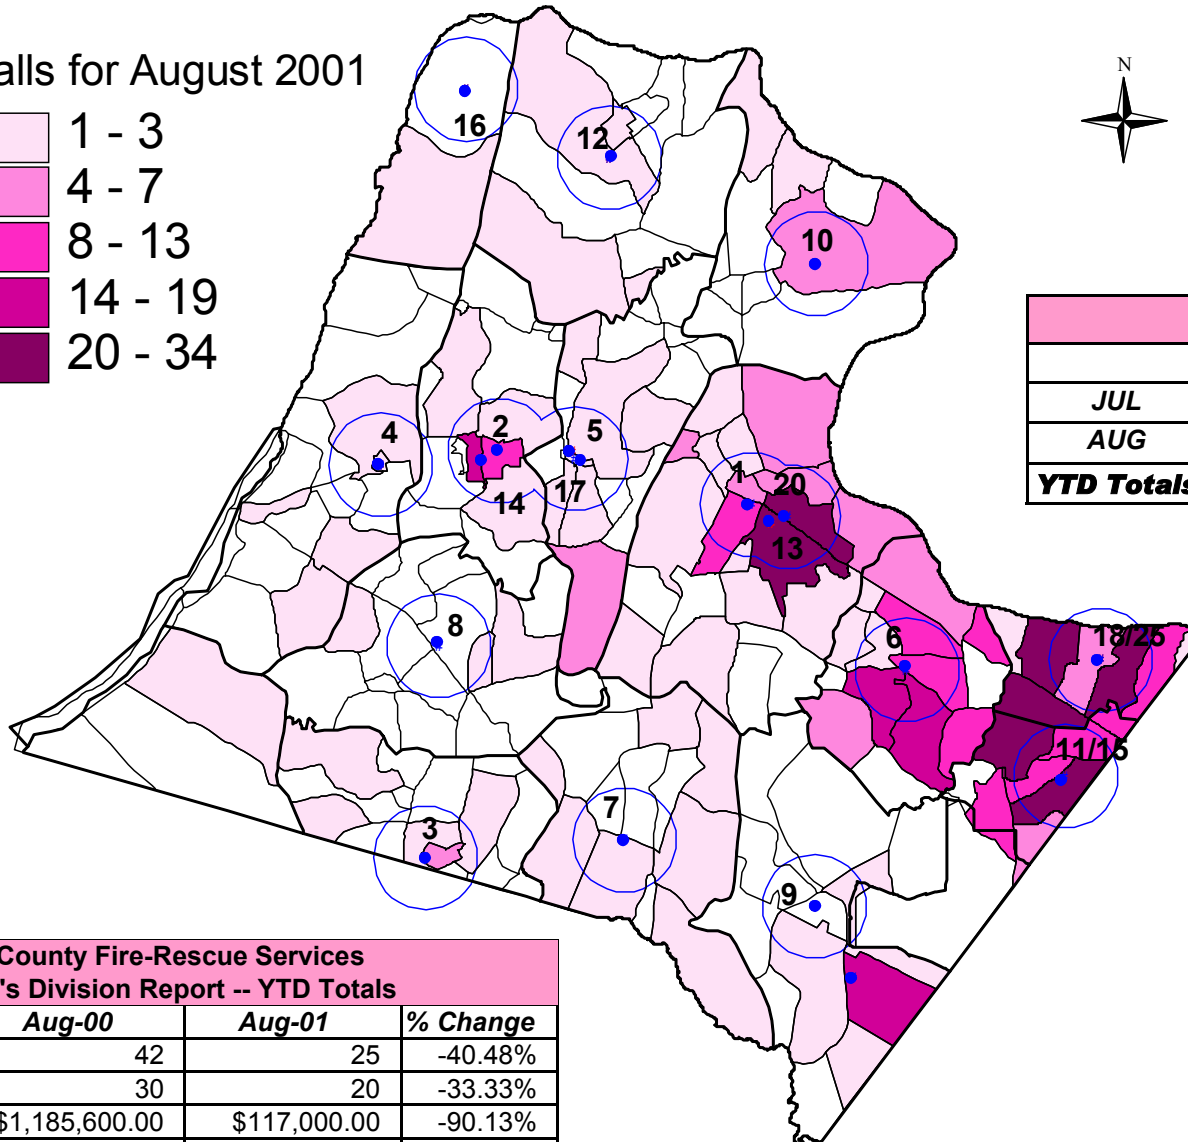 alls for August 2001
1 - 3
4 - 7
8 - 13
14 - 19
20 - 34
N
16
12
10
4
2
5
14
17
1
20
13
8
6
18/25
11/15
3
7
9
JUL
AUG
YTD Totals
County Fire-Rescue Services
's Division Report -- YTD Totals
Aug-00 Aug-01 % Change
42 25 -40.48%
30 20 -33.33%
$1,185,600.00 $117,000.00 -90.13%